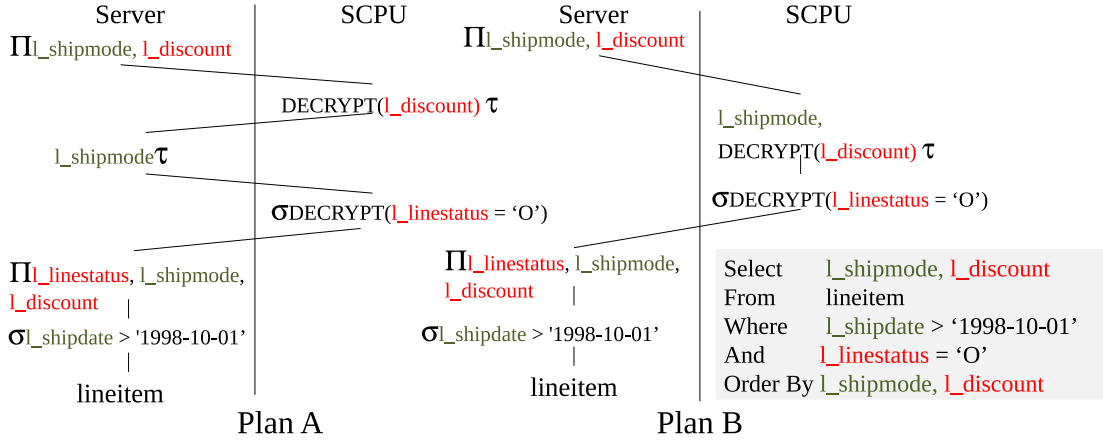 Server SCPU
Πl_shipmode, l_discount
DECRYPT(l_discount) τ
l_shipmodeτ
σDECRYPT(l_linestatus = ‘O’)
Πl_linestatus, l_shipmode,
l_discount
σl_shipdate > '1998-10-01’
lineitem
Plan A
Server SCPU
Πl_shipmode, l_discount
l_shipmode,
DECRYPT(l_discount) τ
σDECRYPT(l_linestatus = ‘O’)
Πl_linestatus, l_shipmode,
l_discount
σl_shipdate > '1998-10-01’
lineitem
Plan B
Select l_shipmode, l_discount
From lineitem
Where l_shipdate > ‘1998-10-01’
And l_linestatus = ‘O’
Order By l_shipmode, l_discount